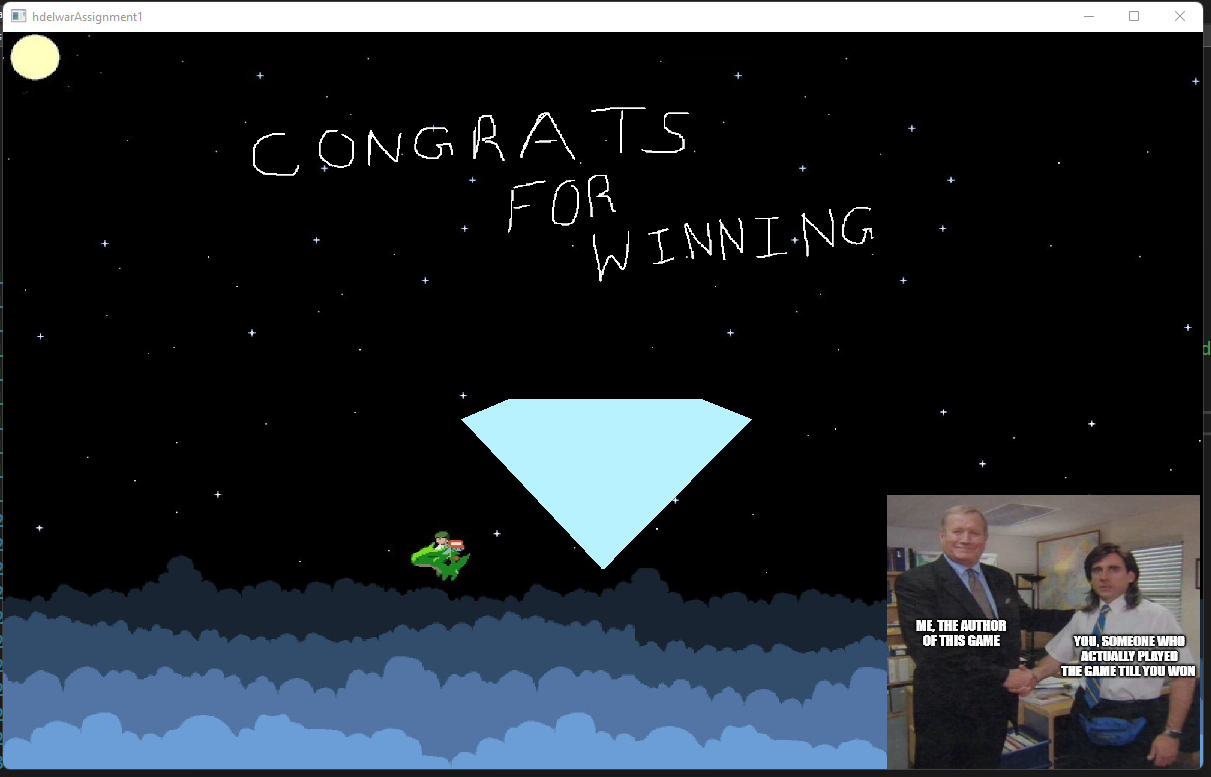 hdelwarAssignment1
CONGRATS
FOR
WINNING
ME, THE AUTHOR
OF THIS GAME
YOU, SOMEONE WHO
ACTUALLY PLAYED
THE GAME TILL YOU WON